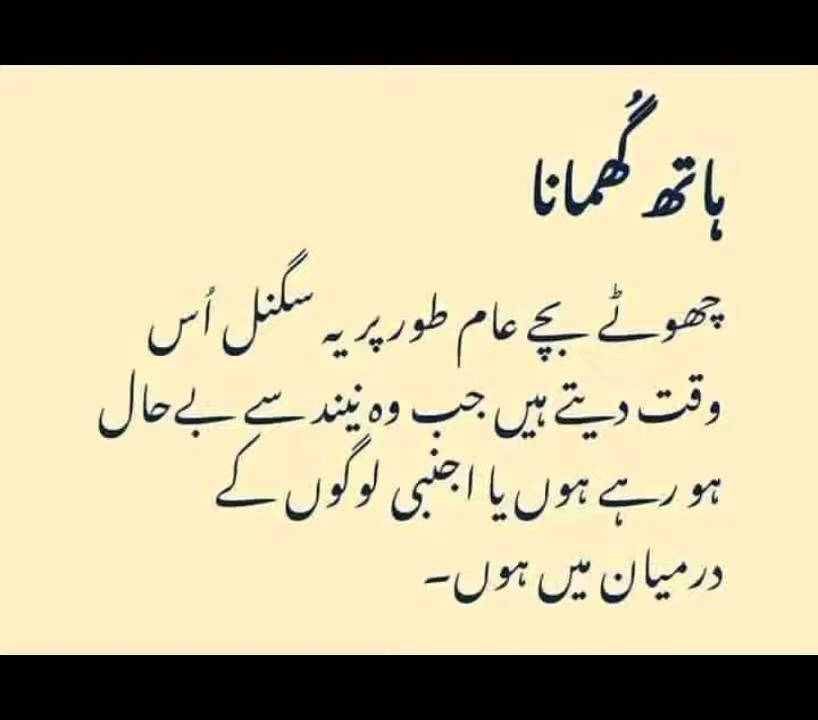 ہاتھ گُھمانا
چھوٹے بچے عام طور پر یہ سگنل اُس
وقت دیتے ہیں جب وہ نیند سے بے حال
ہو رہے ہوں یا اجنبی لوگوں کے
درمیان میں ہوں۔